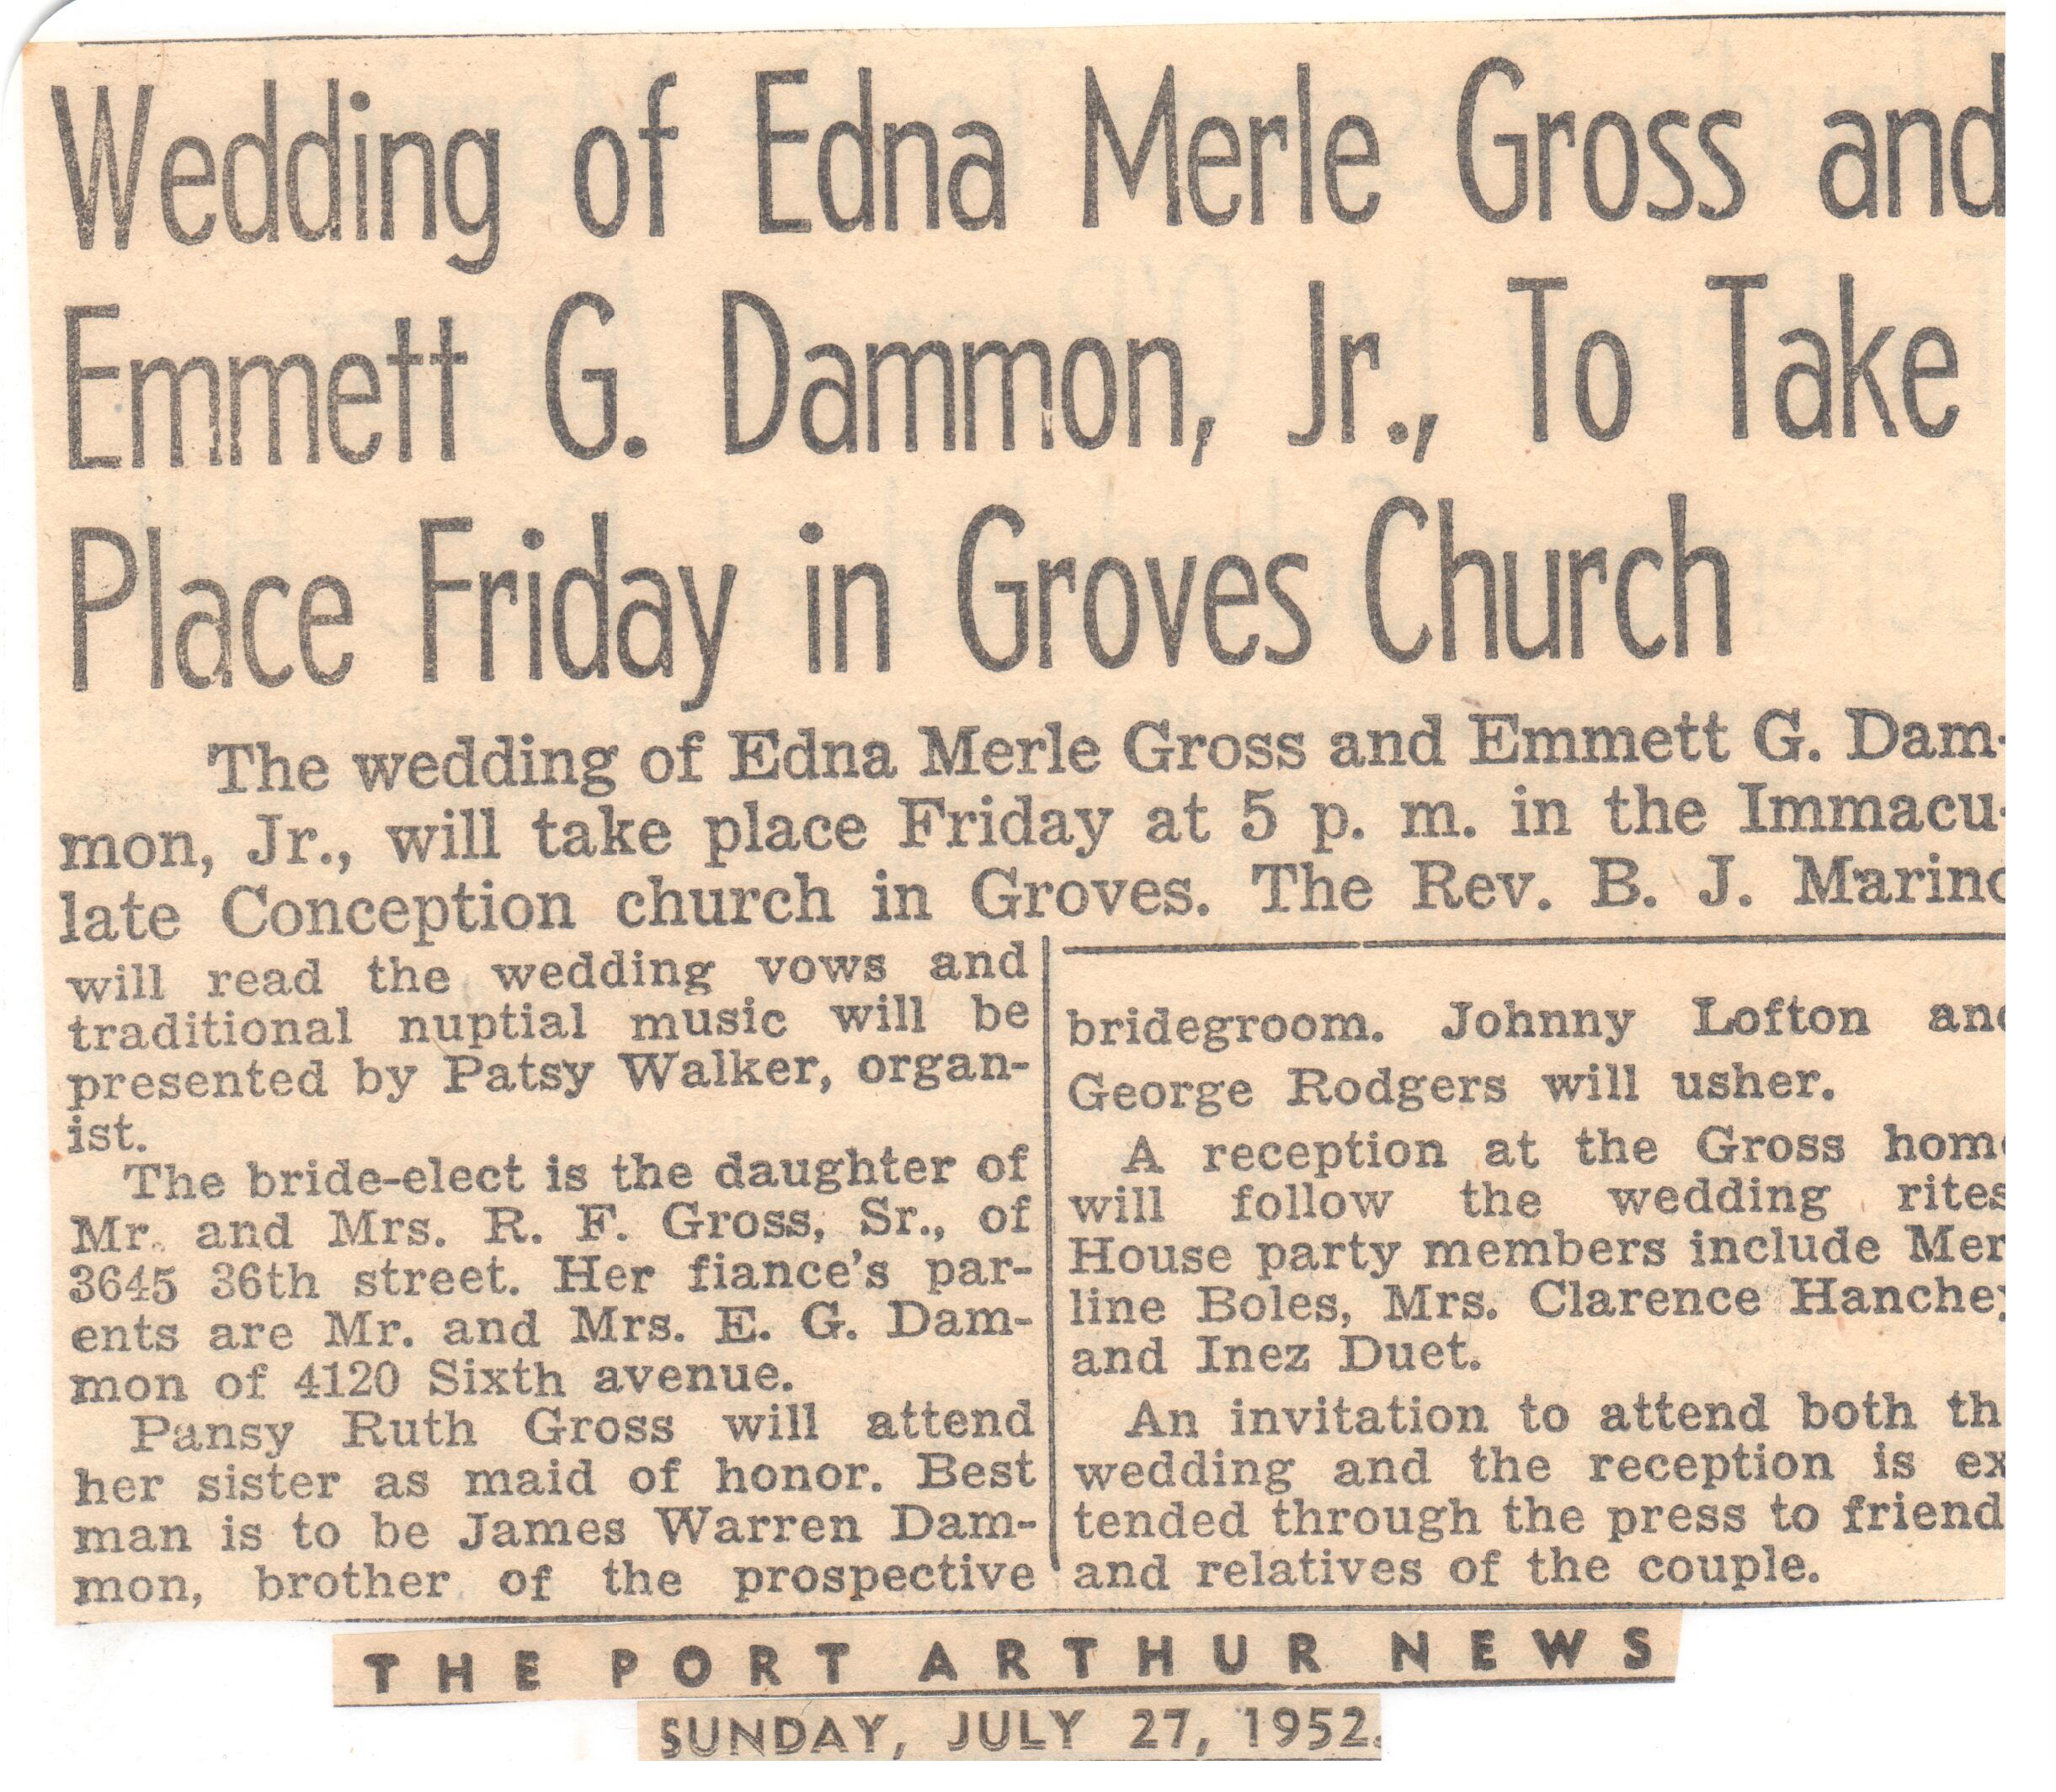 Wedding of Edna Merle Gross and
Emmett G. Dammon, Jr., To Take
Place Friday in Groves Church
The wedding of Edna Merle Gross and Emmett G. Dam-
mon, Jr., will take place Friday at 5 p. m. in the Immacu-
late Conception church in Groves. The Rev. B. J. Marino
will read the wedding vows and
traditional nuptial music will be
presented by Patsy Walker, organ-
ist.
The bride-elect is the daughter of
Mr. and Mrs. R. F. Gross, Sr., of
3645 36th street. Her fiance's par-
ents are Mr. and Mrs. E. G. Dam-
mon of 4120 Sixth avenue.
Pansy Ruth Gross will attend
her sister as maid of honor. Best
man is to be James Warren Dam-
mon, brother of the prospective
bridegroom. Johnny Lofton and
George Rodgers will usher.
A reception at the Gross home
will follow the wedding rites
House party members include Mer
line Boles, Mrs. Clarence Hanchey
and Inez Duet.
An invitation to attend both th
wedding and the reception is ex
tended through the press to friend
and relatives of the couple.
THE PORT ARTHUR NEWS
SUNDAY, JULY 27, 1952.